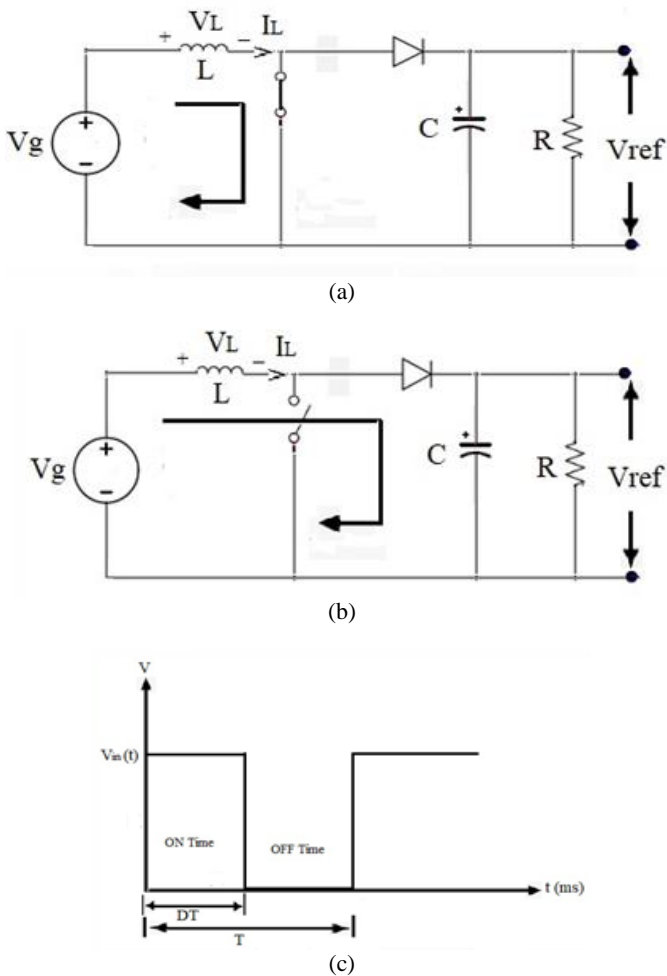 VL IL
+ −
L
Vg
+
−
+
C
R
Vref
(a)
VL IL
+ −
L
Vg
+
−
+
C
R
Vref
(b)
V
Vin (t)
ON Time
OFF Time
t (ms)
DT
T
(c)